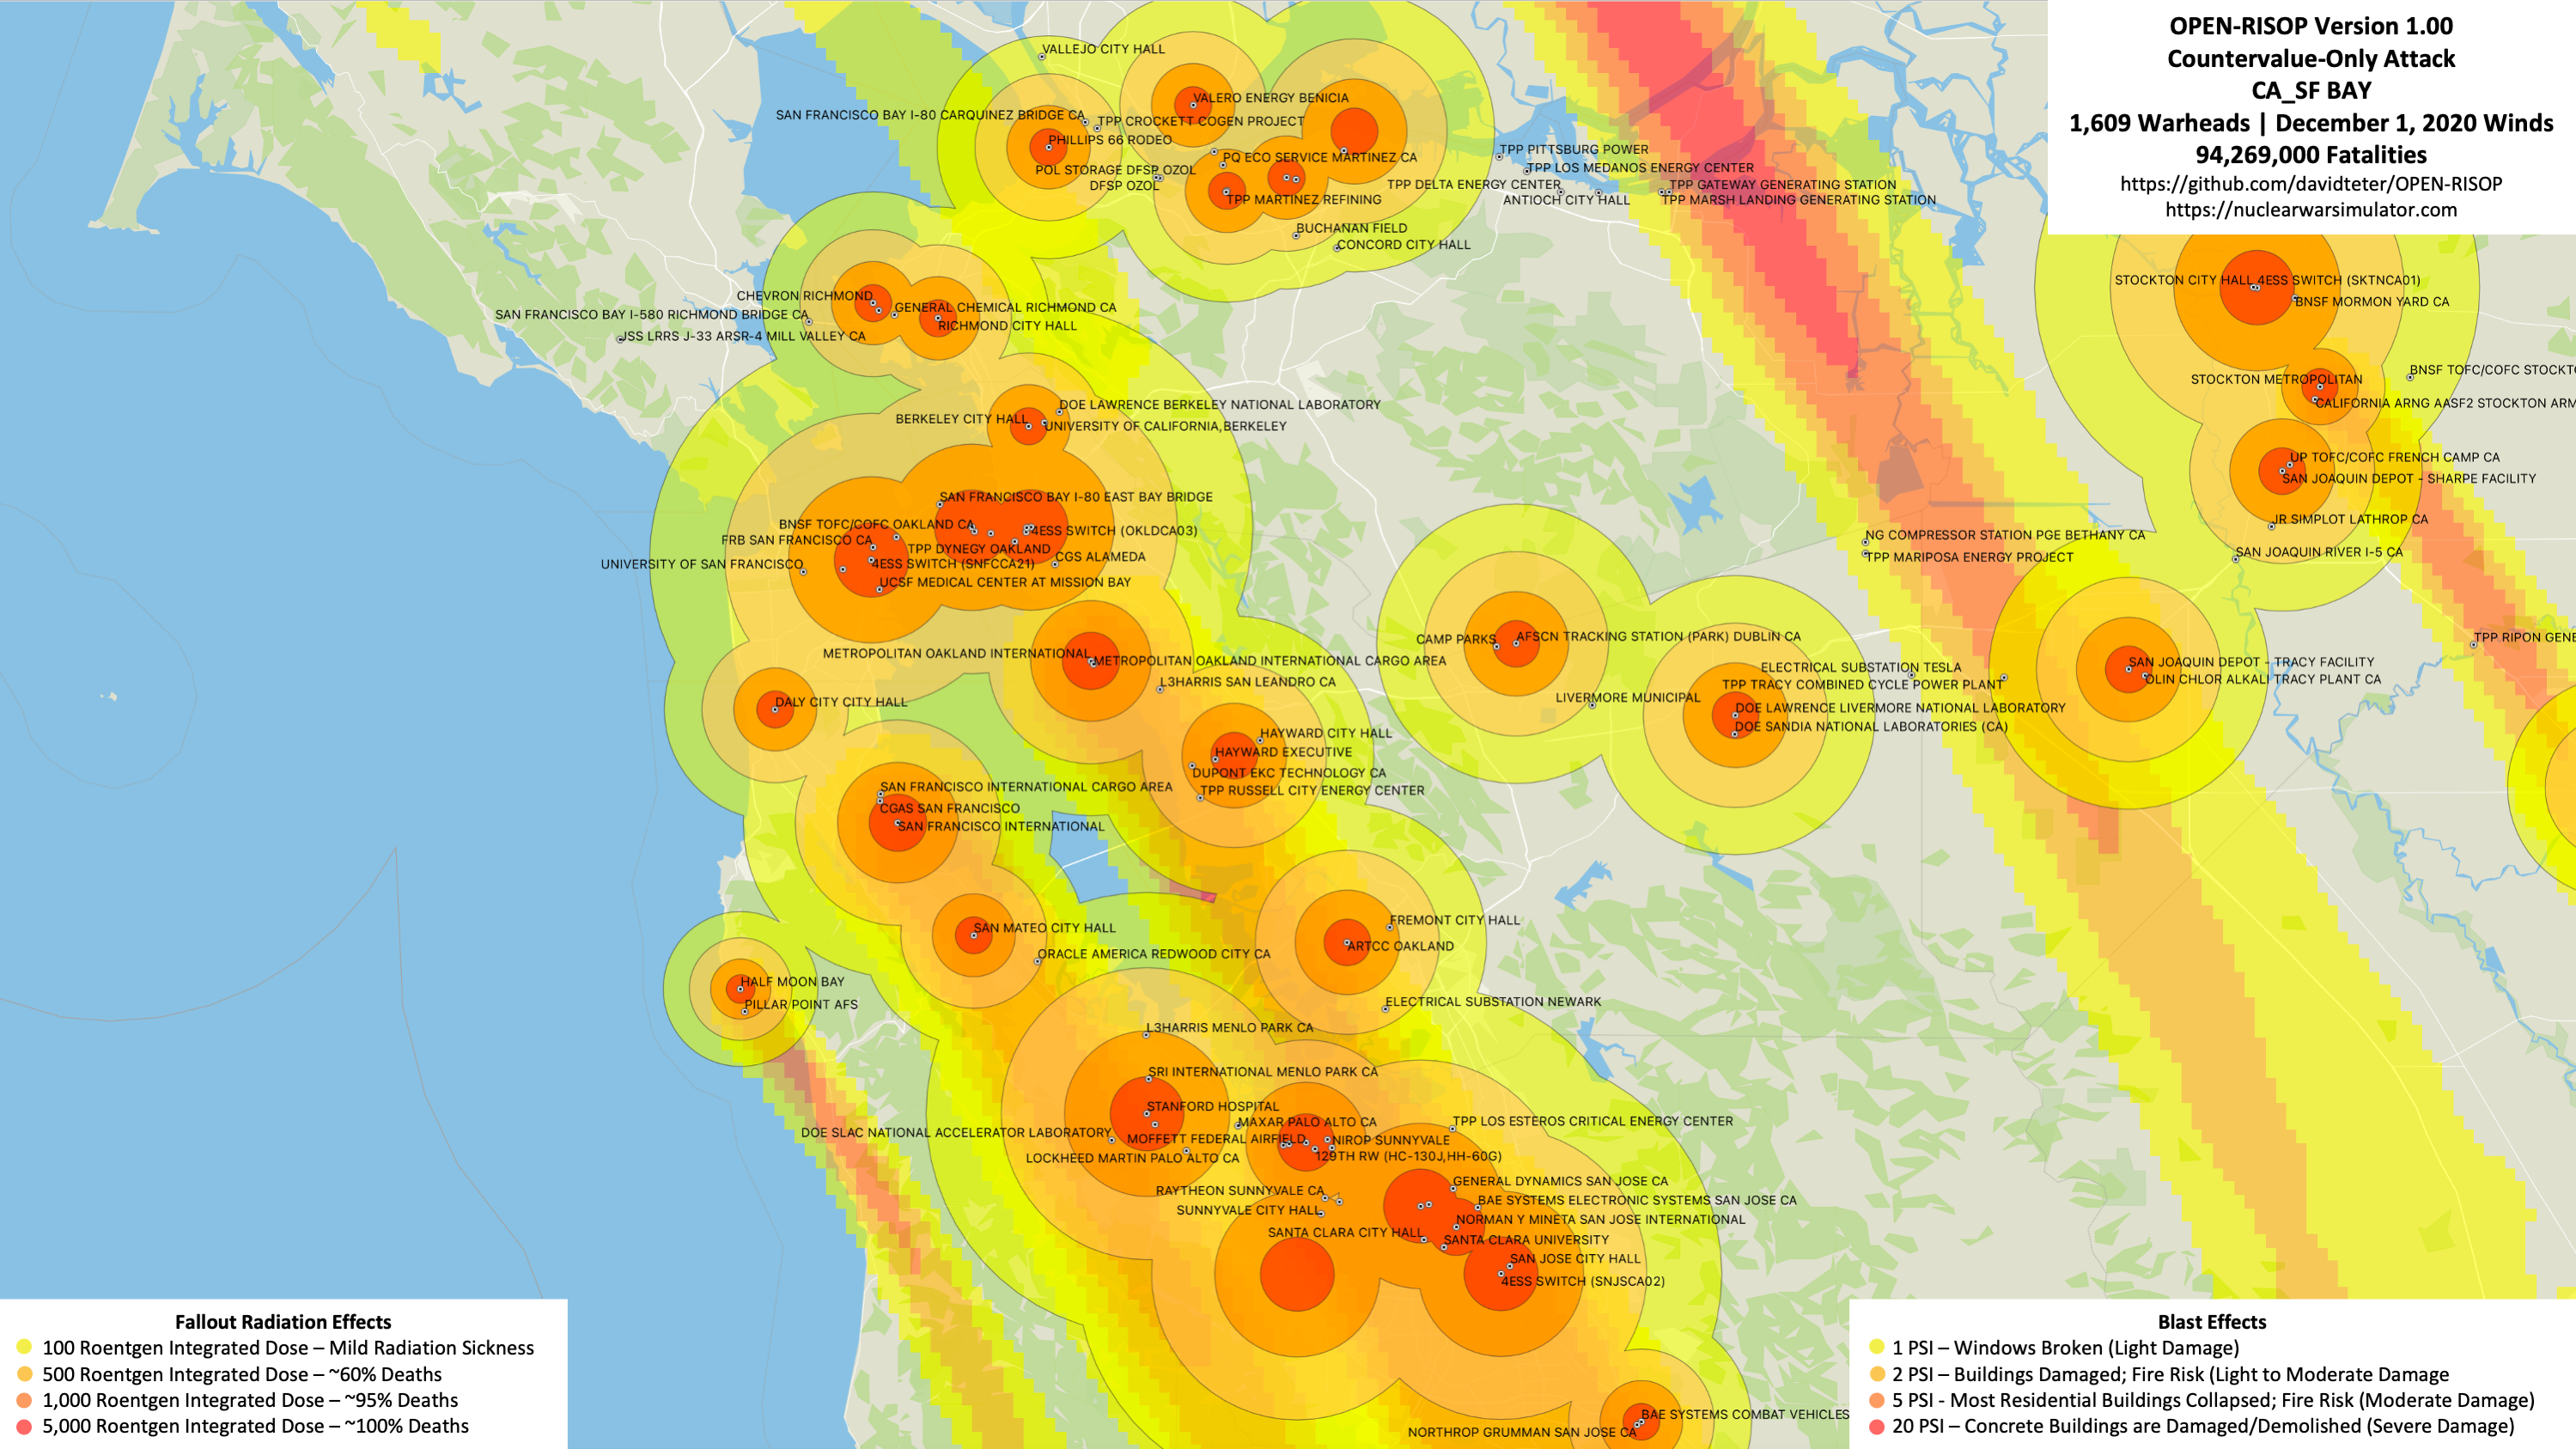 OPEN-RISOP Version 1.00
Countervalue-Only Attack
CA_SF BAY
1,609 Warheads | December 1, 2020 Winds
94,269,000 Fatalities
https://github.com/davidteter/OPEN-RISOP
https://nuclearwarsimulator.com
VALLEJO CITY HALL
VALERO ENERGY BENICIA
SAN FRANCISCO BAY I-80 CARQUINEZ BRIDGE CA
TPP CROCKETT COGEN PROJECT
PHILLIPS 66 RODEO
PQ ECO SERVICE MARTINEZ CA
POL STORAGE DFSP OZOL
DFSP OZOL
TPP MARTINEZ REFINING
TPP PITTSBURG POWER
TPP LOS MEDANOS ENERGY CENTER
TPP DELTA ENERGY CENTER
TPP GATEWAY GENERATING STATION
ANTIOCH CITY HALL
TPP MARSH LANDING GENERATING STATION
BUCHANAN FIELD
CONCORD CITY HALL
STOCKTON CITY HALL
4ESS SWITCH (SKTNCA01)
BNSF MORMON YARD CA
CHEVRON RICHMOND
GENERAL CHEMICAL RICHMOND CA
SAN FRANCISCO BAY I-580 RICHMOND BRIDGE CA
RICHMOND CITY HALL
JSS LRRS J-33 ARSR-4 MILL VALLEY CA
BNSF TOFC/COFC STOCKT
STOCKTON METROPOLITAN
CALIFORNIA ARNG AASF2 STOCKTON ARM
DOE LAWRENCE BERKELEY NATIONAL LABORATORY
BERKELEY CITY HALL
UNIVERSITY OF CALIFORNIA,BERKELEY
UP TOFC/COFC FRENCH CAMP CA
SAN JOAQUIN DEPOT - SHARPE FACILITY
SAN FRANCISCO BAY I-80 EAST BAY BRIDGE
BNSF TOFC/COFC OAKLAND CA
4ESS SWITCH (OKLDCA03)
JR SIMPLOT LATHROP CA
FRB SAN FRANCISCO CA
TPP DYNEGY OAKLAND
NG COMPRESSOR STATION PGE BETHANY CA
SAN JOAQUIN RIVER I-5 CA
TPP MARIPOSA ENERGY PROJECT
CGS ALAMEDA
UNIVERSITY OF SAN FRANCISCO
4ESS SWITCH (SNFCCA21)
UCSF MEDICAL CENTER AT MISSION BAY
CAMP PARKS
AFSCN TRACKING STATION (PARK) DUBLIN CA
TPP RIPON GENE
METROPOLITAN OAKLAND INTERNATIONAL
METROPOLITAN OAKLAND INTERNATIONAL CARGO AREA
ELECTRICAL SUBSTATION TESLA
SAN JOAQUIN DEPOT - TRACY FACILITY
L3HARRIS SAN LEANDRO CA
TPP TRACY COMBINED CYCLE POWER PLANT
OLIN CHLOR ALKALI TRACY PLANT CA
LIVERMORE MUNICIPAL
DALY CITY CITY HALL
DOE LAWRENCE LIVERMORE NATIONAL LABORATORY
DOE SANDIA NATIONAL LABORATORIES (CA)
HAYWARD CITY HALL
HAYWARD EXECUTIVE
DUPONT EKC TECHNOLOGY CA
SAN FRANCISCO INTERNATIONAL CARGO AREA
TPP RUSSELL CITY ENERGY CENTER
CGAS SAN FRANCISCO
SAN FRANCISCO INTERNATIONAL
SAN MATEO CITY HALL
FREMONT CITY HALL
ARTCC OAKLAND
ORACLE AMERICA REDWOOD CITY CA
HALF MOON BAY
PILLAR POINT AFS
ELECTRICAL SUBSTATION NEWARK
L3HARRIS MENLO PARK CA
SRI INTERNATIONAL MENLO PARK CA
STANFORD HOSPITAL
MAXAR PALO ALTO CA
TPP LOS ESTEROS CRITICAL ENERGY CENTER
DOE SLAC NATIONAL ACCELERATOR LABORATORY
MOFFETT FEDERAL AIRFIELD
NIROP SUNNYVALE
LOCKHEED MARTIN PALO ALTO CA
129TH RW (HC-130J,HH-60G)
GENERAL DYNAMICS SAN JOSE CA
RAYTHEON SUNNYVALE CA
BAE SYSTEMS ELECTRONIC SYSTEMS SAN JOSE CA
SUNNYVALE CITY HALL
NORMAN Y MINETA SAN JOSE INTERNATIONAL
SANTA CLARA CITY HALL
SANTA CLARA UNIVERSITY
SAN JOSE CITY HALL
4ESS SWITCH (SNJSCA02)
BAE SYSTEMS COMBAT VEHICLES
NORTHROP GRUMMAN SAN JOSE CA
Fallout Radiation Effects
100 Roentgen Integrated Dose – Mild Radiation Sickness
500 Roentgen Integrated Dose – ~60% Deaths
1,000 Roentgen Integrated Dose – ~95% Deaths
5,000 Roentgen Integrated Dose – ~100% Deaths
Blast Effects
1 PSI – Windows Broken (Light Damage)
2 PSI – Buildings Damaged; Fire Risk (Light to Moderate Damage
5 PSI - Most Residential Buildings Collapsed; Fire Risk (Moderate Damage)
20 PSI – Concrete Buildings are Damaged/Demolished (Severe Damage)